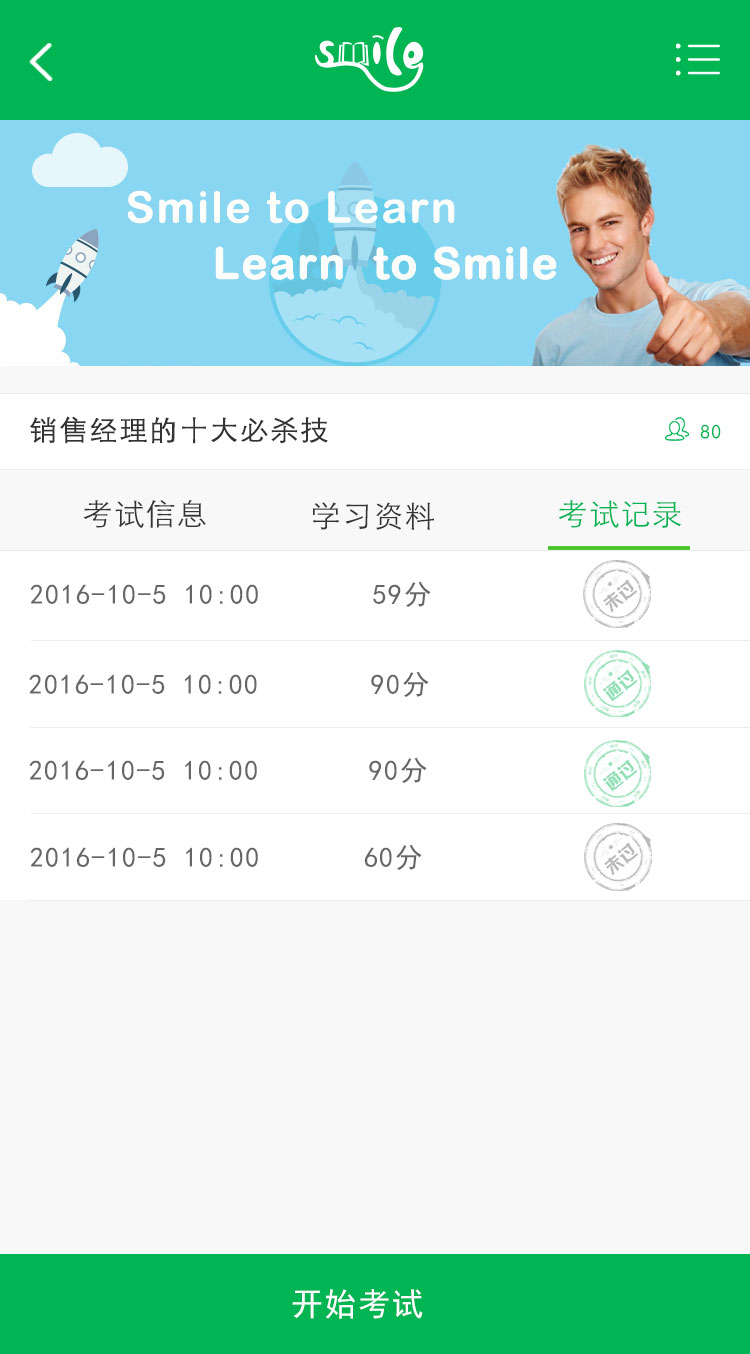 smile
Smile to Learn
Learn to Smile
销售经理的十大必杀技 80
考试信息 学习资料 考试记录
2016-10-5 10:00 59分 未过
2016-10-5 10:00 90分 通过
2016-10-5 10:00 90分 通过
2016-10-5 10:00 60分 未过
开始考试